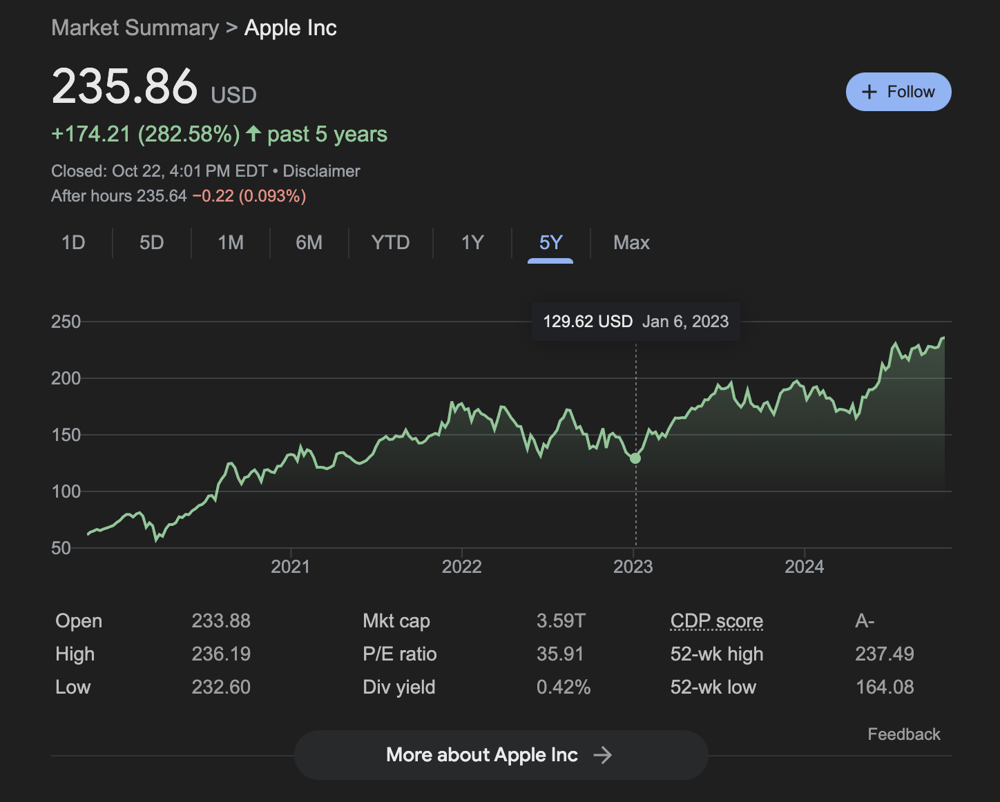 Market Summary > Apple Inc
235.86 USD
+ Follow
+174.21 (282.58%) ↑ past 5 years
Closed: Oct 22, 4:01 PM EDT • Disclaimer
After hours 235.64 −0.22 (0.093%)
1D 5D 1M 6M YTD 1Y 5Y Max
129.62 USD Jan 6, 2023
250
200
150
100
50
2021 2022 2023 2024
Open 233.88 Mkt cap 3.59T CDP score A-
High 236.19 P/E ratio 35.91 52-wk high 237.49
Low 232.60 Div yield 0.42% 52-wk low 164.08
Feedback
More about Apple Inc →